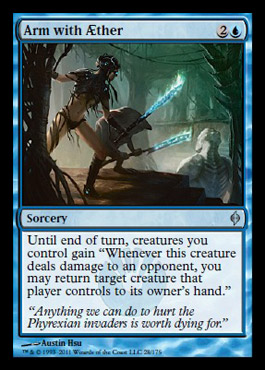 Arm with Æther 2
Sorcery
Until end of turn, creatures you
control gain “Whenever this creature
deals damage to an opponent, you
may return target creature that
player controls to its owner’s hand.”
“Anything we can do to hurt the
Phyrexian invaders is worth dying for.”
Austin Hsu
™ & © 1993–2011 Wizards of the Coast LLC 28/175